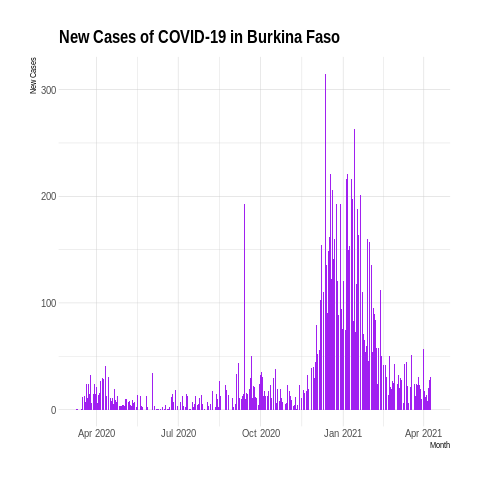 New Cases of COVID-19 in Burkina Faso
New Cases
300
200
100
0
Apr 2020
Jul 2020
Oct 2020
Jan 2021
Apr 2021
Month